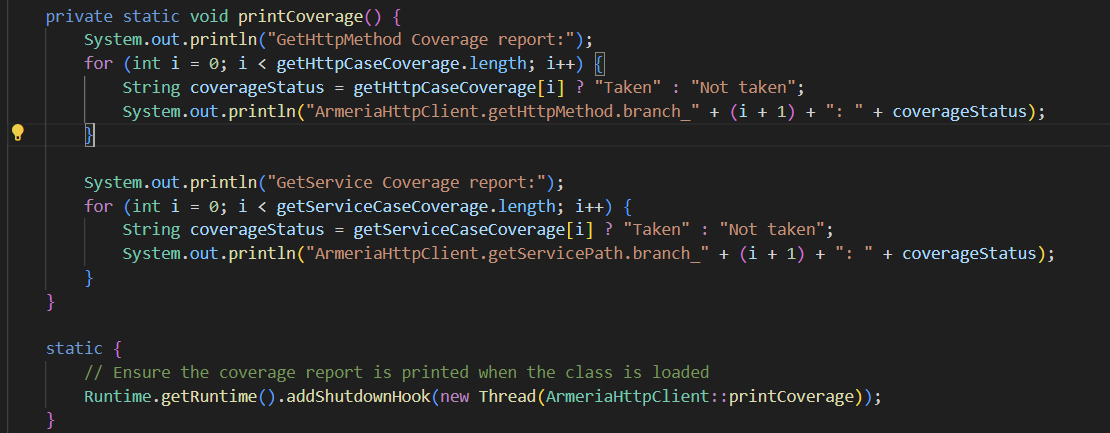 private static void printCoverage() {
System.out.println("GetHttpMethod Coverage report:");
for (int i = 0; i < getHttpCaseCoverage.length; i++) {
String coverageStatus = getHttpCaseCoverage[i] ? "Taken" : "Not taken";
System.out.println("ArmeriaHttpClient.getHttpMethod.branch_" + (i + 1) + ": " + coverageStatus);
}
System.out.println("GetService Coverage report:");
for (int i = 0; i < getServiceCaseCoverage.length; i++) {
String coverageStatus = getServiceCaseCoverage[i] ? "Taken" : "Not taken";
System.out.println("ArmeriaHttpClient.getServicePath.branch_" + (i + 1) + ": " + coverageStatus);
}
}
static {
// Ensure the coverage report is printed when the class is loaded
Runtime.getRuntime().addShutdownHook(new Thread(ArmeriaHttpClient::printCoverage));
}